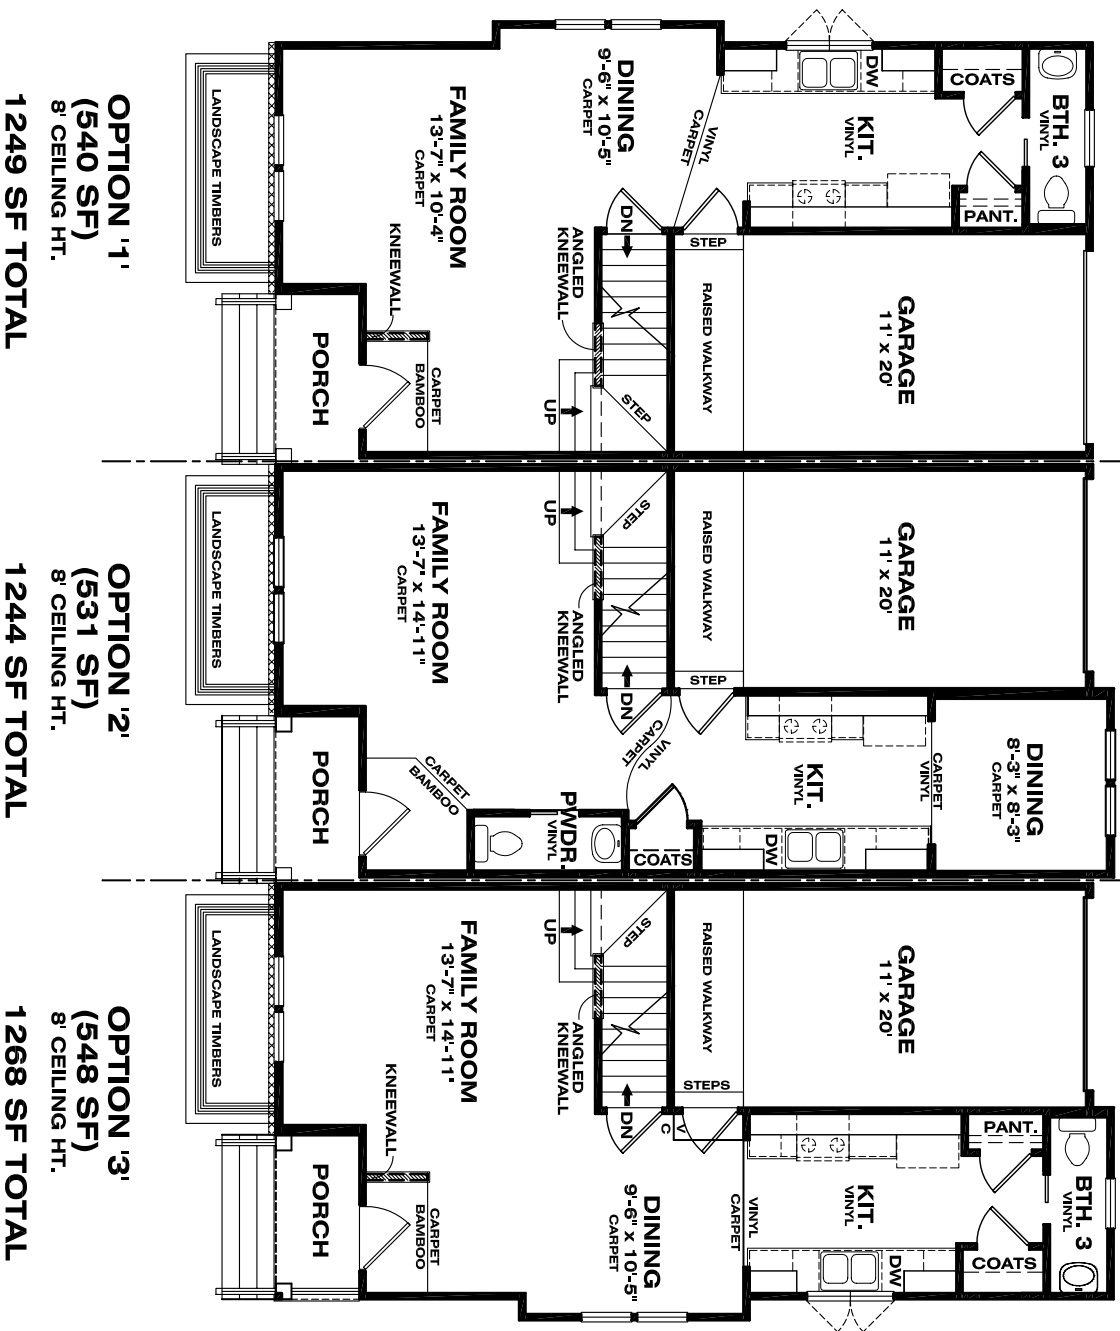 OPTION '1'
(540 SF)
8' CEILING HT.
1249 SF TOTAL
LANDSCAPE TIMBERS
PORCH
FAMILY ROOM
13'-7" x 10'-4"
CARPET
KNEEWALL
CARPET
BAMBOO
DINING
9'-6" x 10'-5"
CARPET
VINYL
CARPET
DN
ANGLED
KNEEWALL
UP
STEP
STEP
RAISED WALKWAY
GARAGE
11' x 20'
KIT.
VINYL
DW
COATS
PANT.
BTH. 3
VINYL
OPTION '2'
(531 SF)
8' CEILING HT.
1244 SF TOTAL
LANDSCAPE TIMBERS
PORCH
FAMILY ROOM
13'-7" x 14'-11"
CARPET
CARPET
BAMBOO
UP
STEP
ANGLED
KNEEWALL
DN
VINYL
CARPET
PWDR.
VINYL
COATS
RAISED WALKWAY
STEP
GARAGE
11' x 20'
KIT.
VINYL
DW
CARPET
VINYL
DINING
8'-3" x 8'-3"
CARPET
OPTION '3'
(548 SF)
8' CEILING HT.
1268 SF TOTAL
LANDSCAPE TIMBERS
PORCH
FAMILY ROOM
13'-7" x 14'-11"
CARPET
KNEEWALL
CARPET
BAMBOO
UP
STEP
ANGLED
KNEEWALL
DN
C
V
RAISED WALKWAY
STEPS
GARAGE
11' x 20'
DINING
9'-6" x 10'-5"
CARPET
VINYL
CARPET
KIT.
VINYL
DW
PANT.
COATS
BTH. 3
VINYL